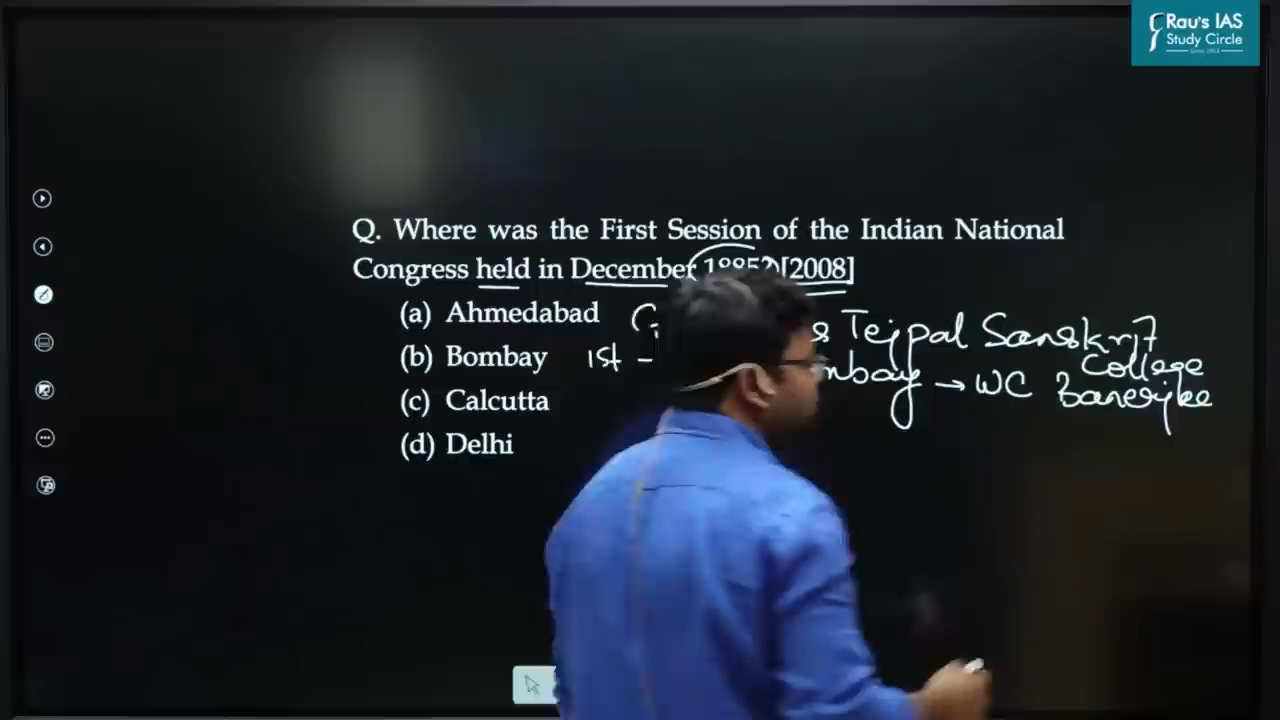 Rau's IAS
Study Circle
Q. Where was the First Session of the Indian National
Congress held in December 1885? [2008]
(a) Ahmedabad
Tejpal Sanskrit
College
(b) Bombay 1st - mbay → WC Banerjee
(c) Calcutta
(d) Delhi